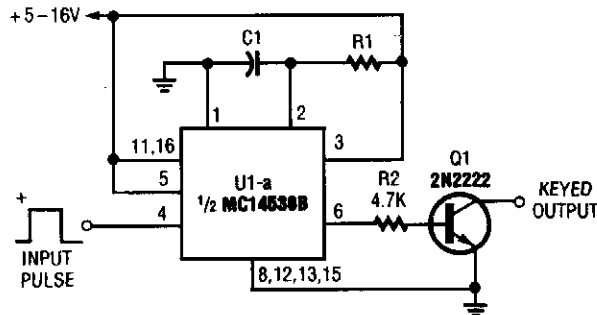 +5–16V
C1
R1
1
2
3
11,16
5
4
U1-a
1/2 MC14538B
6
R2
4.7K
Q1
2N2222
KEYED
OUTPUT
+
INPUT
PULSE
8,12,13,15